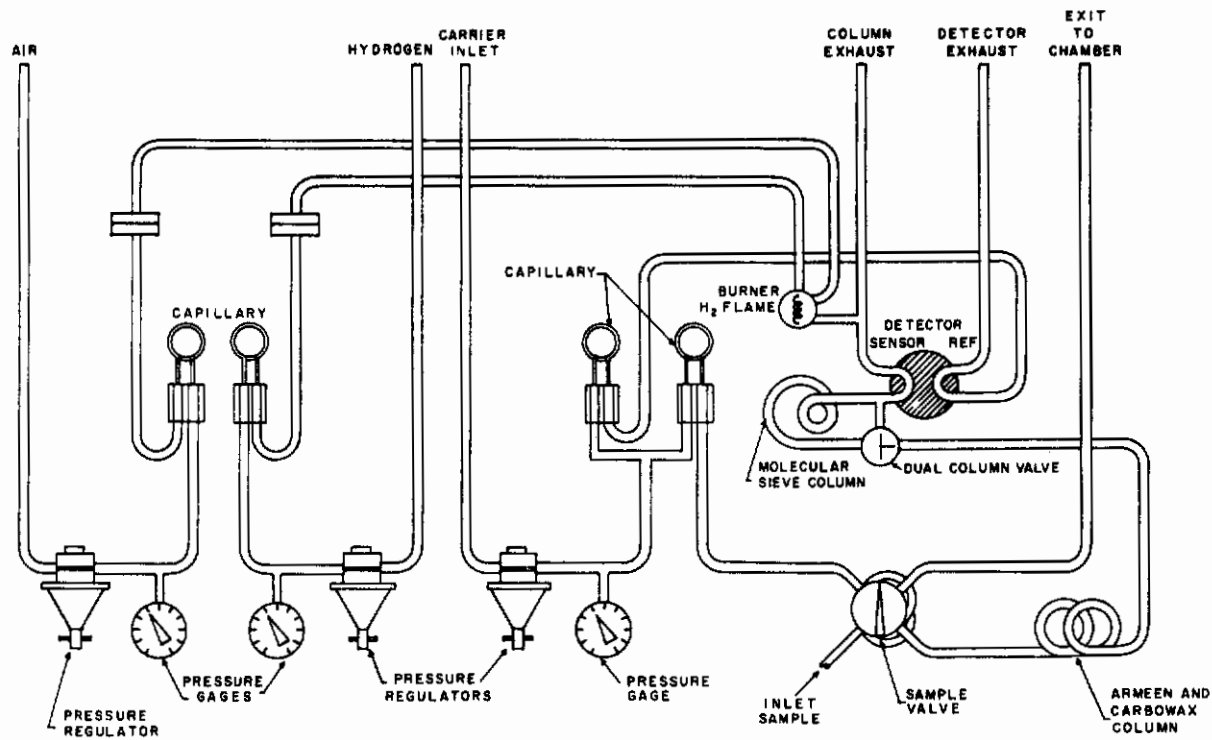 AIR
HYDROGEN
CARRIER
INLET
COLUMN
EXHAUST
DETECTOR
EXHAUST
EXIT
TO
CHAMBER
CAPILLARY
CAPILLARY
BURNER
H₂ FLAME
DETECTOR
SENSOR REF
MOLECULAR
SIEVE COLUMN
DUAL COLUMN VALVE
PRESSURE
REGULATOR
PRESSURE
GAGES
PRESSURE
REGULATORS
PRESSURE
GAGE
INLET
SAMPLE
SAMPLE
VALVE
ARMEEN AND
CARBOWAX
COLUMN